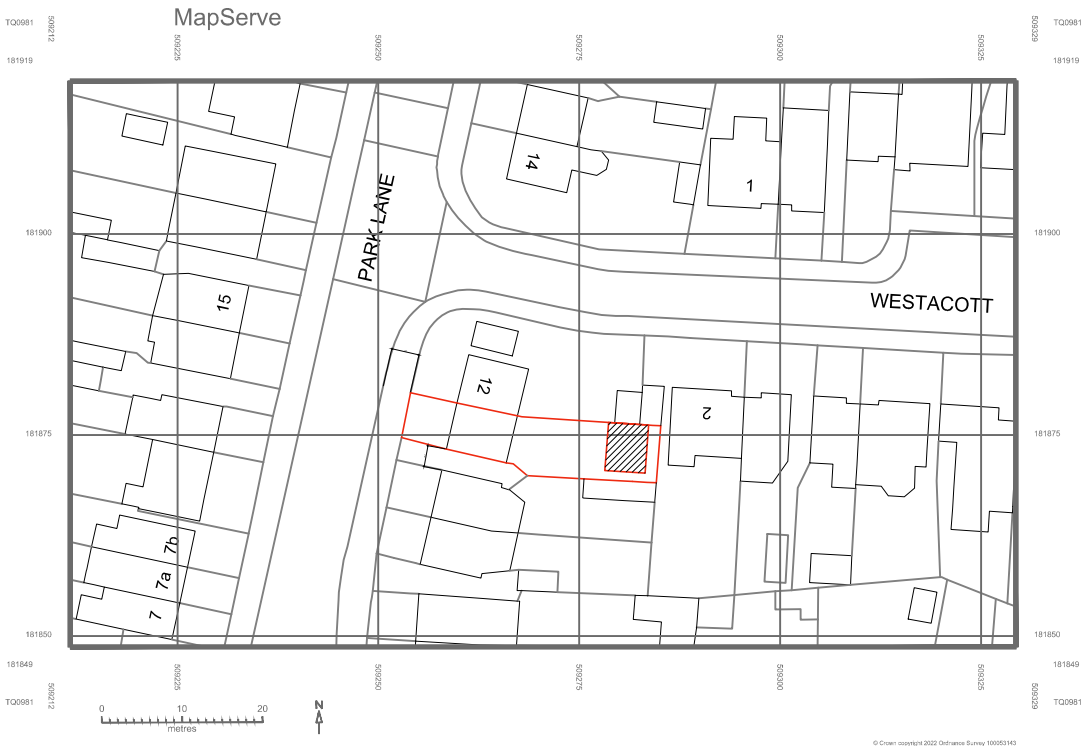 MapServe
TQ0981
509212
509225
509250
509275
509300
509325
509329
TQ0981
181919
181919
14
1
PARK LANE
181900
181900
15
WESTACOTT
12
2
181875
181875
7b
7a
7
181850
181850
181849
181849
TQ0981
509212
509225
509250
509275
509300
509325
509329
TQ0981
0 10 20
metres
N
© Crown copyright 2022 Ordnance Survey 100053143